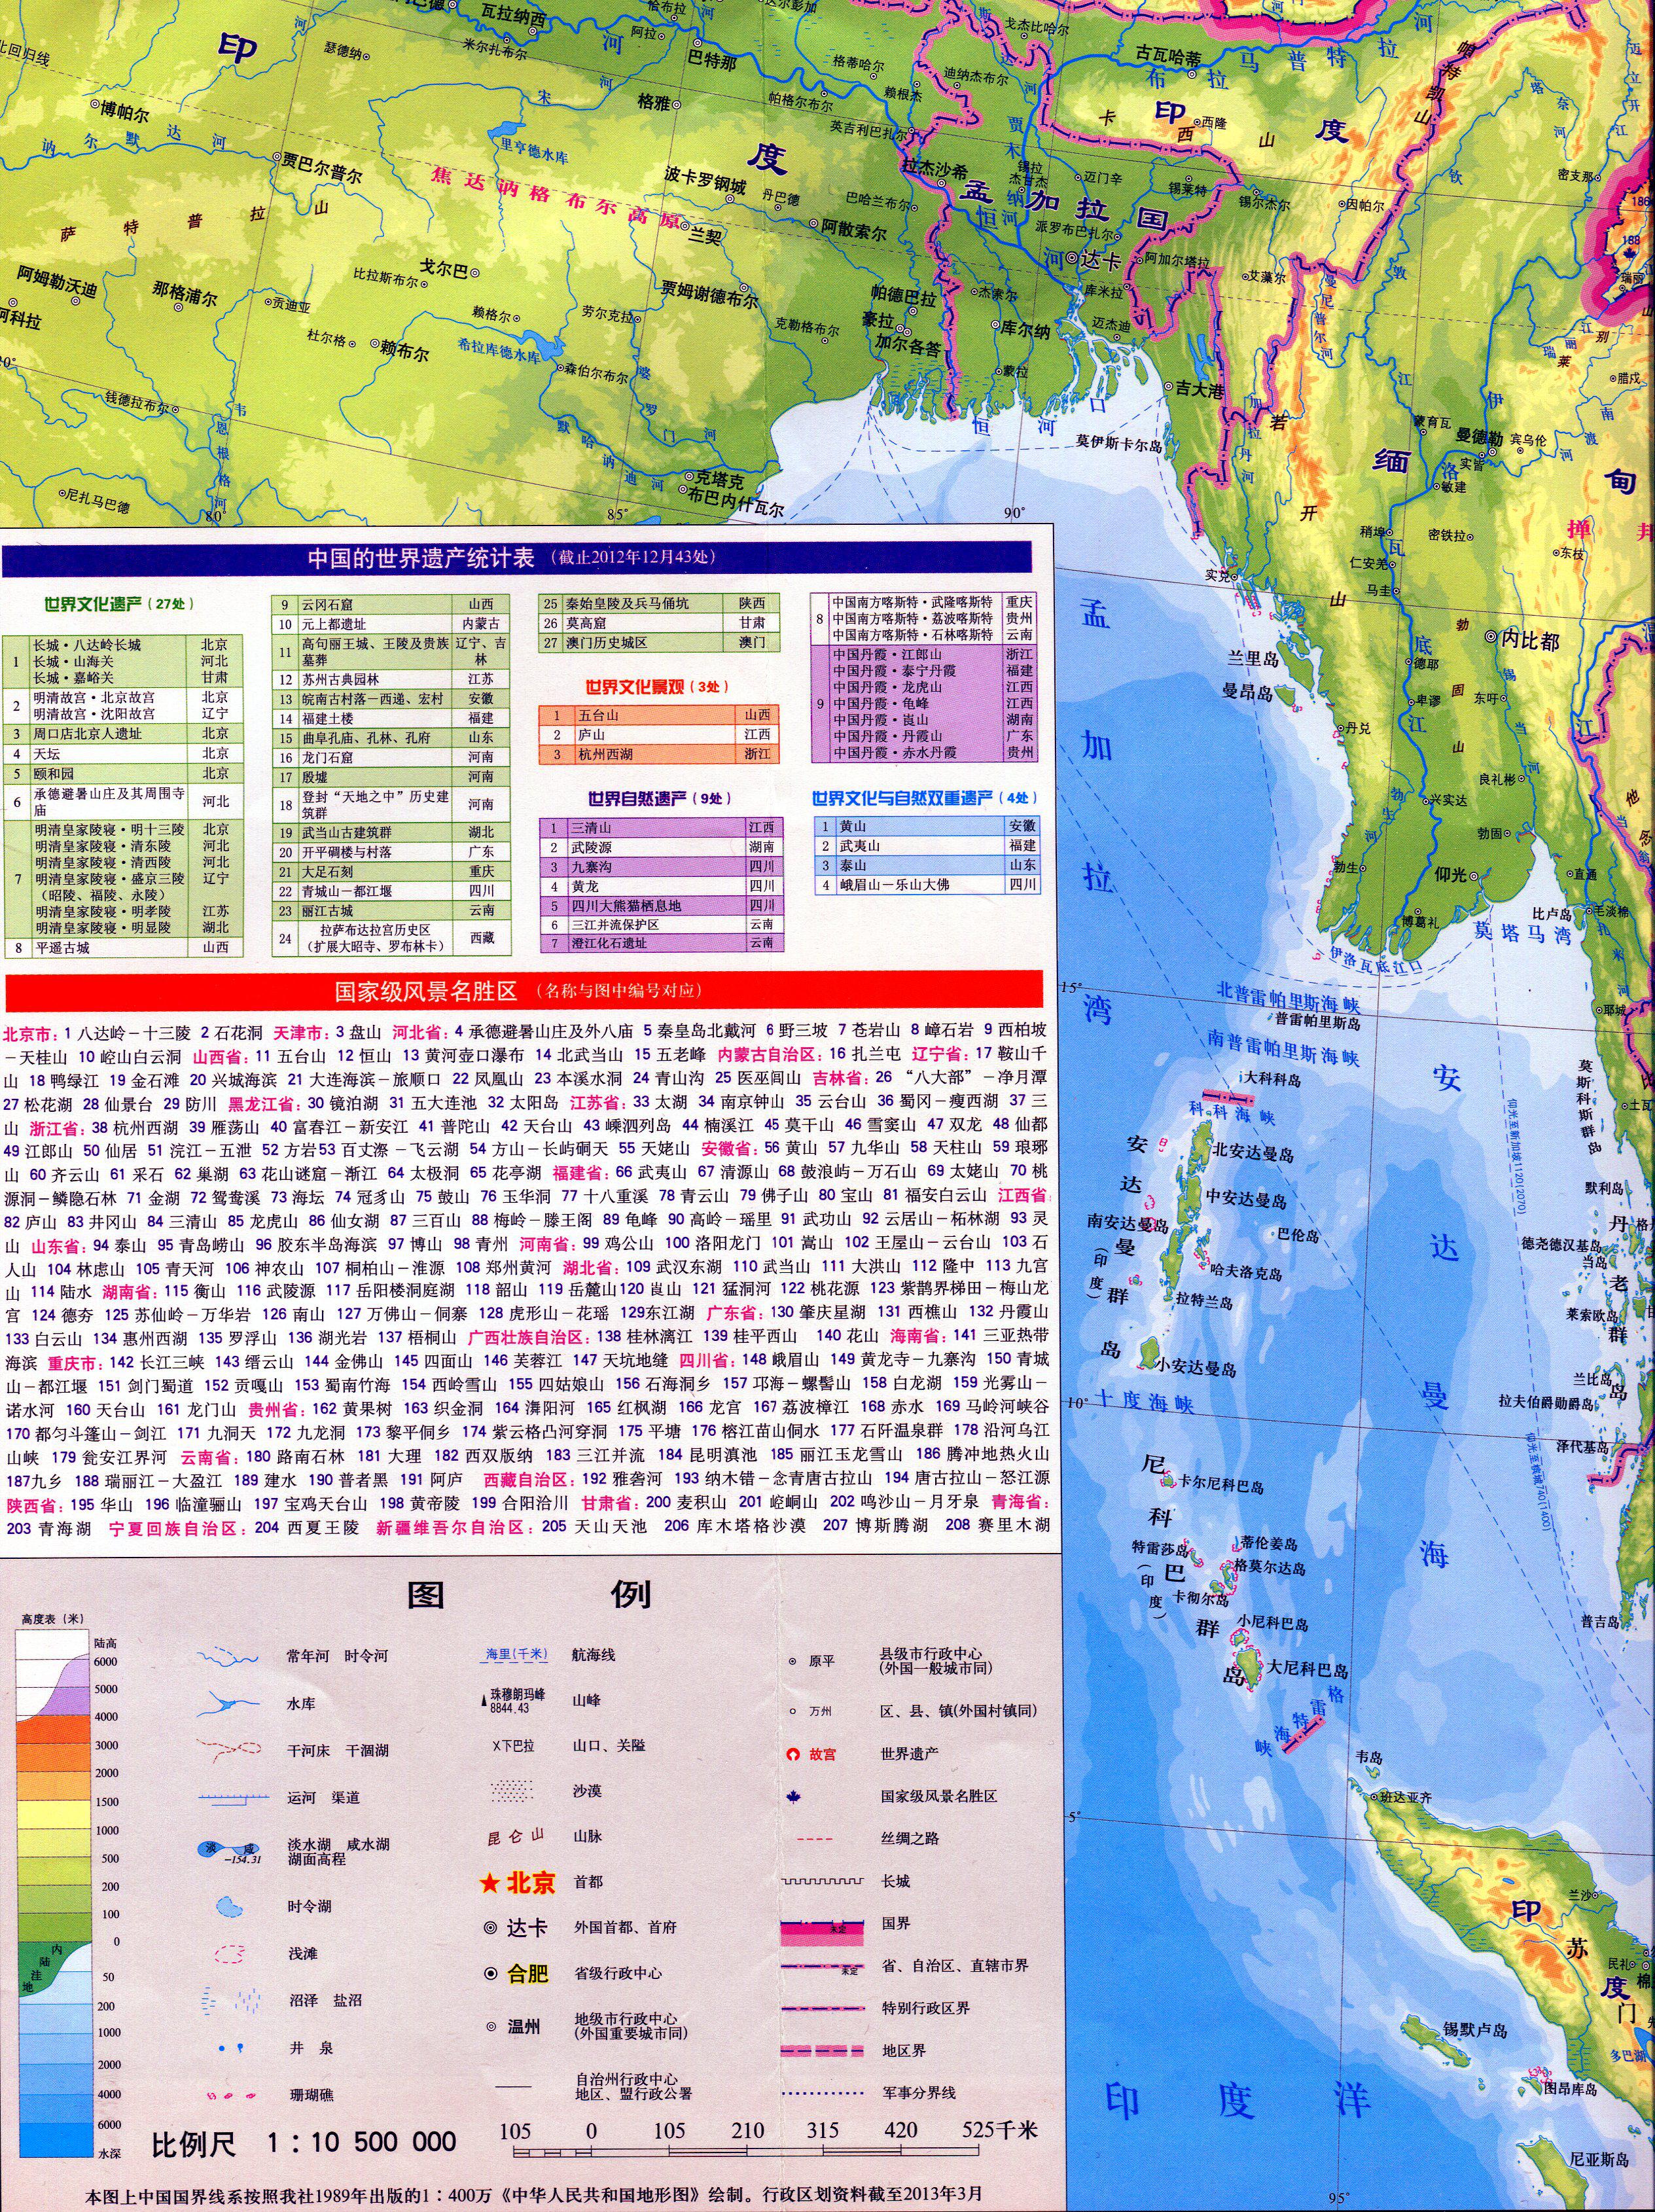 中国的世界遗产统计表（截止2012年12月43处）
世界文化遗产（27处）
1 长城·八达岭长城 北京
长城·山海关 河北
长城·嘉峪关 甘肃
2 明清故宫·北京故宫 北京
明清故宫·沈阳故宫 辽宁
3 周口店北京人遗址 北京
4 天坛 北京
5 颐和园 北京
6 承德避暑山庄及其周围寺庙 河北
7 明清皇家陵寝·明十三陵 北京
明清皇家陵寝·清东陵 河北
明清皇家陵寝·清西陵 河北
明清皇家陵寝·盛京三陵 辽宁
（昭陵、福陵、永陵）
明清皇家陵寝·明孝陵 江苏
明清皇家陵寝·明显陵 湖北
8 平遥古城 山西
9 云冈石窟 山西
10 元上都遗址 内蒙古
11 高句丽王城、王陵及贵族墓葬 辽宁、吉林
12 苏州古典园林 江苏
13 皖南古村落－西递、宏村 安徽
14 福建土楼 福建
15 曲阜孔庙、孔林、孔府 山东
16 龙门石窟 河南
17 殷墟 河南
18 登封“天地之中”历史建筑群 河南
19 武当山古建筑群 湖北
20 开平碉楼与村落 广东
21 大足石刻 重庆
22 青城山－都江堰 四川
23 丽江古城 云南
24 拉萨布达拉宫历史区 西藏
（扩展大昭寺、罗布林卡）
25 秦始皇陵及兵马俑坑 陕西
26 莫高窟 甘肃
27 澳门历史城区 澳门
世界文化景观（3处）
1 五台山 山西
2 庐山 江西
3 杭州西湖 浙江
世界自然遗产（9处）
1 三清山 江西
2 武陵源 湖南
3 九寨沟 四川
4 黄龙 四川
5 四川大熊猫栖息地 四川
6 三江并流保护区 云南
7 澄江化石遗址 云南
8 中国南方喀斯特·武隆喀斯特 重庆
中国南方喀斯特·荔波喀斯特 贵州
中国南方喀斯特·石林喀斯特 云南
9 中国丹霞·江郎山 浙江
中国丹霞·泰宁丹霞 福建
中国丹霞·龙虎山 江西
中国丹霞·龟峰 江西
中国丹霞·崀山 湖南
中国丹霞·丹霞山 广东
中国丹霞·赤水丹霞 贵州
世界文化与自然双重遗产（4处）
1 黄山 安徽
2 武夷山 福建
3 泰山 山东
4 峨眉山－乐山大佛 四川
国家级风景名胜区（名称与图中编号对应）
北京市：1 八达岭－十三陵 2 石花洞 天津市：3 盘山 河北省：4 承德避暑山庄及外八庙 5 秦皇岛北戴河 6 野三坡 7 苍岩山 8 嶂石岩 9 西柏坡
－天桂山 10 崆山白云洞 山西省：11 五台山 12 恒山 13 黄河壶口瀑布 14 北武当山 15 五老峰 内蒙古自治区：16 扎兰屯 辽宁省：17 鞍山千
山 18 鸭绿江 19 金石滩 20 兴城海滨 21 大连海滨－旅顺口 22 凤凰山 23 本溪水洞 24 青山沟 25 医巫闾山 吉林省：26 “八大部”－净月潭
27 松花湖 28 仙景台 29 防川 黑龙江省：30 镜泊湖 31 五大连池 32 太阳岛 江苏省：33 太湖 34 南京钟山 35 云台山 36 蜀冈－瘦西湖 37 三
山 浙江省：38 杭州西湖 39 雁荡山 40 富春江－新安江 41 普陀山 42 天台山 43 嵊泗列岛 44 楠溪江 45 莫干山 46 雪窦山 47 双龙 48 仙都
49 江郎山 50 仙居 51 浣江－五泄 52 方岩53 百丈漈－飞云湖 54 方山－长屿硐天 55 天姥山 安徽省：56 黄山 57 九华山 58 天柱山 59 琅琊
山 60 齐云山 61 采石 62 巢湖 63 花山谜窟－渐江 64 太极洞 65 花亭湖 福建省：66 武夷山 67 清源山 68 鼓浪屿－万石山 69 太姥山 70 桃
源洞－鳞隐石林 71 金湖 72 鸳鸯溪 73 海坛 74 冠豸山 75 鼓山 76 玉华洞 77 十八重溪 78 青云山 79 佛子山 80 宝山 81 福安白云山 江西省：
82 庐山 83 井冈山 84 三清山 85 龙虎山 86 仙女湖 87 三百山 88 梅岭－滕王阁 89 龟峰 90 高岭－瑶里 91 武功山 92 云居山－柘林湖 93 灵
山 山东省：94 泰山 95 青岛崂山 96 胶东半岛海滨 97 博山 98 青州 河南省：99 鸡公山 100 洛阳龙门 101 嵩山 102 王屋山－云台山 103 石
人山 104 林虑山 105 青天河 106 神农山 107 桐柏山－淮源 108 郑州黄河 湖北省：109 武汉东湖 110 武当山 111 大洪山 112 隆中 113 九宫
山 114 陆水 湖南省：115 衡山 116 武陵源 117 岳阳楼洞庭湖 118 韶山 119 岳麓山120 崀山 121 猛洞河 122 桃花源 123 紫鹊界梯田－梅山龙
宫 124 德夯 125 苏仙岭－万华岩 126 南山 127 万佛山－侗寨 128 虎形山－花瑶 129东江湖 广东省：130 肇庆星湖 131 西樵山 132 丹霞山
133 白云山 134 惠州西湖 135 罗浮山 136 湖光岩 137 梧桐山 广西壮族自治区：138 桂林漓江 139 桂平西山 140 花山 海南省：141 三亚热带
海滨 重庆市：142 长江三峡 143 缙云山 144 金佛山 145 四面山 146 芙蓉江 147 天坑地缝 四川省：148 峨眉山 149 黄龙寺－九寨沟 150 青城
山－都江堰 151 剑门蜀道 152 贡嘎山 153 蜀南竹海 154 西岭雪山 155 四姑娘山 156 石海洞乡 157 邛海－螺髻山 158 白龙湖 159 光雾山－
诺水河 160 天台山 161 龙门山 贵州省：162 黄果树 163 织金洞 164 㵲阳河 165 红枫湖 166 龙宫 167 荔波樟江 168 赤水 169 马岭河峡谷
170 都匀斗篷山－剑江 171 九洞天 172 九龙洞 173 黎平侗乡 174 紫云格凸河穿洞 175 平塘 176 榕江苗山侗水 177 石阡温泉群 178 沿河乌江
山峡 179 瓮安江界河 云南省：180 路南石林 181 大理 182 西双版纳 183 三江并流 184 昆明滇池 185 丽江玉龙雪山 186 腾冲地热火山
187九乡 188 瑞丽江－大盈江 189 建水 190 普者黑 191 阿庐 西藏自治区：192 雅砻河 193 纳木错－念青唐古拉山 194 唐古拉山－怒江源
陕西省：195 华山 196 临潼骊山 197 宝鸡天台山 198 黄帝陵 199 合阳洽川 甘肃省：200 麦积山 201 崆峒山 202 鸣沙山－月牙泉 青海省：
203 青海湖 宁夏回族自治区：204 西夏王陵 新疆维吾尔自治区：205 天山天池 206 库木塔格沙漠 207 博斯腾湖 208 赛里木湖
图 例
高度表（米）
陆高
6000
5000
4000
3000
2000
1500
1000
500
200
100
0
50
200
1000
2000
4000
6000
水深
内陆洼地
常年河 时令河
水库
干河床 干涸湖
运河 渠道
淡 咸 -154.31
淡水湖 咸水湖
湖面高程
时令湖
浅滩
沼泽 盐沼
井 泉
珊瑚礁
海里(千米) 航海线
珠穆朗玛峰 8844.43 山峰
下巴拉 山口、关隘
沙漠
昆仑山 山脉
北京 首都
达卡 外国首都、首府
合肥 省级行政中心
温州 地级市行政中心
(外国重要城市同)
自治州行政中心
地区、盟行政公署
原平 县级市行政中心
(外国一般城市同)
万州 区、县、镇(外国村镇同)
故宫 世界遗产
国家级风景名胜区
丝绸之路
长城
未定 国界
未定 省、自治区、直辖市界
特别行政区界
地区界
军事分界线
比例尺 1：10 500 000
105 0 105 210 315 420 525千米
本图上中国国界线系按照我社1989年出版的1：400万《中华人民共和国地形图》绘制。行政区划资料截至2013年3月
印度
孟加拉国
缅甸
印度
瓦拉纳西
米尔扎布尔
瑟德纳
阿拉
巴特那
恰布拉
格蒂哈尔
迪纳杰布尔
戈杰比哈尔
古瓦哈蒂
布拉马普特拉河
博帕尔
讷尔默达河
贾巴尔普尔
宋河
里亨德水库
格雅
帕格尔布尔
赖根杰
英吉利巴扎尔
拉杰沙希
卡西山
西隆
帕特凯山
焦达讷格布尔高原
波卡罗钢城
丹巴德
巴哈兰布尔
阿散索尔
兰契
萨特普拉山
阿姆勒沃迪
那格浦尔
贡迪亚
比拉斯布尔
戈尔巴
赖格尔
劳尔克拉
贾姆谢德布尔
克勒格布尔
杜尔格
赖布尔
希拉库德水库
森伯尔布尔
婆罗门河
默哈讷迪河
克塔克
布巴内什瓦尔
钱德拉布尔
韦恩根格河
尼扎马巴德
帕德巴拉
豪拉
加尔各答
杰索尔
库尔纳
蒙拉
达卡
派罗布巴扎尔
迈门辛
锡莱特
锡尔杰尔
因帕尔
密支那
阿加尔塔拉
艾藻尔
库米拉
迈杰迪
吉大港
恒河口
莫伊斯卡尔岛
曼尼普尔河
瑞丽
瑞丽江
腊戍
蒙育瓦
曼德勒
宾乌伦
实皆
敏建
若开山
稍埠
密铁拉
仁安羌
马圭
东枝
掸邦
实兑
内比都
兰里岛
曼昂岛
德耶
卑谬
东吁
勃固山
丹兑
良礼彬
兴实达
勃固
勃生
仰光
直通
毛淡棉
比卢岛
博葛礼
莫塔马湾
伊洛瓦底江口
伊洛瓦底江
孟加拉湾
北普雷帕里斯海峡
普雷帕里斯岛
南普雷帕里斯海峡
大科科岛
科科海峡
安达曼群岛（印度）
北安达曼岛
中安达曼岛
南安达曼岛
巴伦岛
哈夫洛克岛
拉特兰岛
小安达曼岛
十度海峡
安达曼海
耶城
土瓦
莫斯科斯群岛
默利岛
丹老群岛
德尧德汉基岛
当岛
莱索欧岛
兰比岛
拉夫伯爵勋爵岛
泽代基岛
仰光至新加坡1120(2070)
仰光至槟城740(1400)
尼科巴群岛（印度）
卡尔尼科巴岛
特雷莎岛
蒂伦姜岛
格莫尔达岛
卡彻尔岛
小尼科巴岛
大尼科巴岛
格雷特海峡
普吉岛
韦岛
班达亚齐
兰沙
民礼
印度
苏门
锡默卢岛
多巴湖
图昂库岛
尼亚斯岛
印度洋
80°
85°
90°
15°
10°
5°
95°